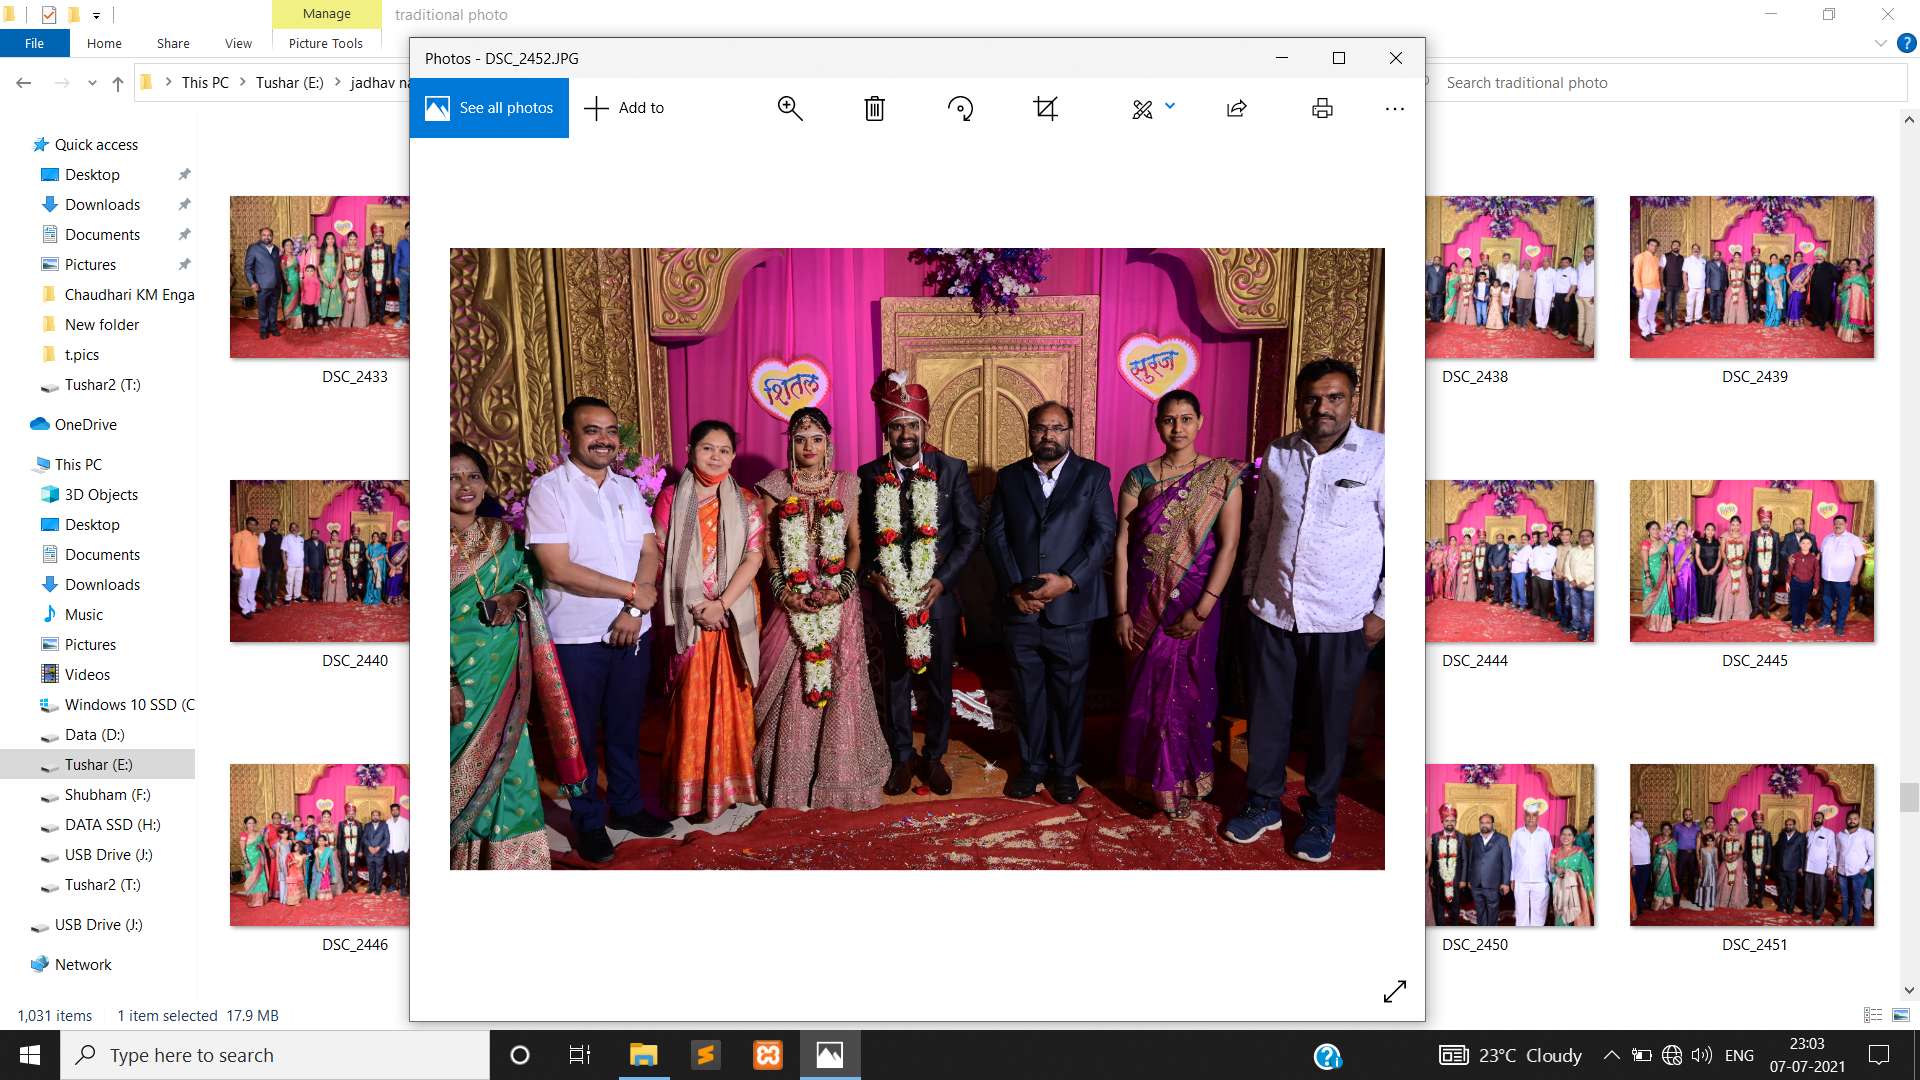 Manage
traditional photo
File
Home
Share
View
Picture Tools
This PC
Tushar (E:)
jadhav na
Search traditional photo
Photos - DSC_2452.JPG
See all photos
Add to
Quick access
Desktop
Downloads
Documents
Pictures
Chaudhari KM Enga
New folder
t.pics
Tushar2 (T:)
OneDrive
This PC
3D Objects
Desktop
Documents
Downloads
Music
Pictures
Videos
Windows 10 SSD (C
Data (D:)
Tushar (E:)
Shubham (F:)
DATA SSD (H:)
USB Drive (J:)
Tushar2 (T:)
USB Drive (J:)
Network
DSC_2433
DSC_2438
DSC_2439
शितल
सुरज
DSC_2440
DSC_2444
DSC_2445
DSC_2446
DSC_2450
DSC_2451
1,031 items
1 item selected 17.9 MB
Type here to search
23°C Cloudy
ENG
23:03
07-07-2021